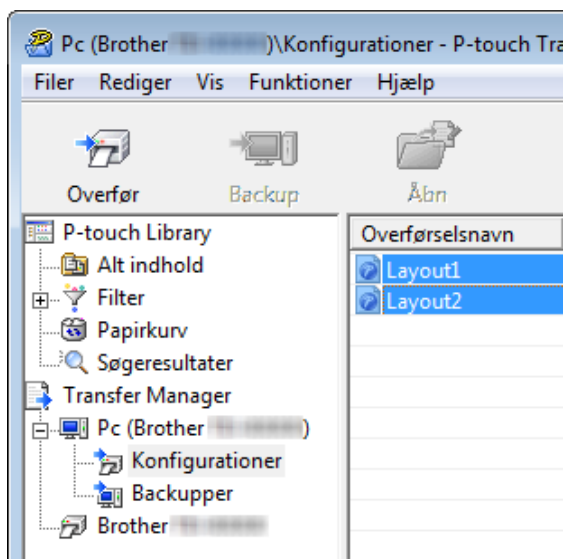 Pc (Brother )\Konfigurationer - P-touch Tra
Filer Rediger Vis Funktioner Hjælp
Overfør Backup Åbn
P-touch Library
Alt indhold
Filter
Papirkurv
Søgeresultater
Transfer Manager
Pc (Brother )
Konfigurationer
Backupper
Brother
Overførselsnavn
Layout1
Layout2